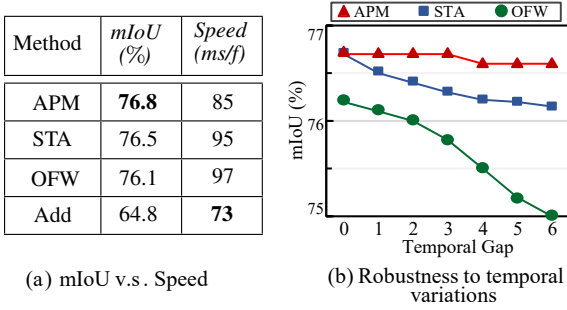 Method mIoU (%) Speed (ms/f)
APM 76.8 85
STA 76.5 95
OFW 76.1 97
Add 64.8 73
(a) mIoU v.s. Speed
APM STA OFW
77
76
75
mIoU (%)
0 1 2 3 4 5 6
Temporal Gap
(b) Robustness to temporal
variations